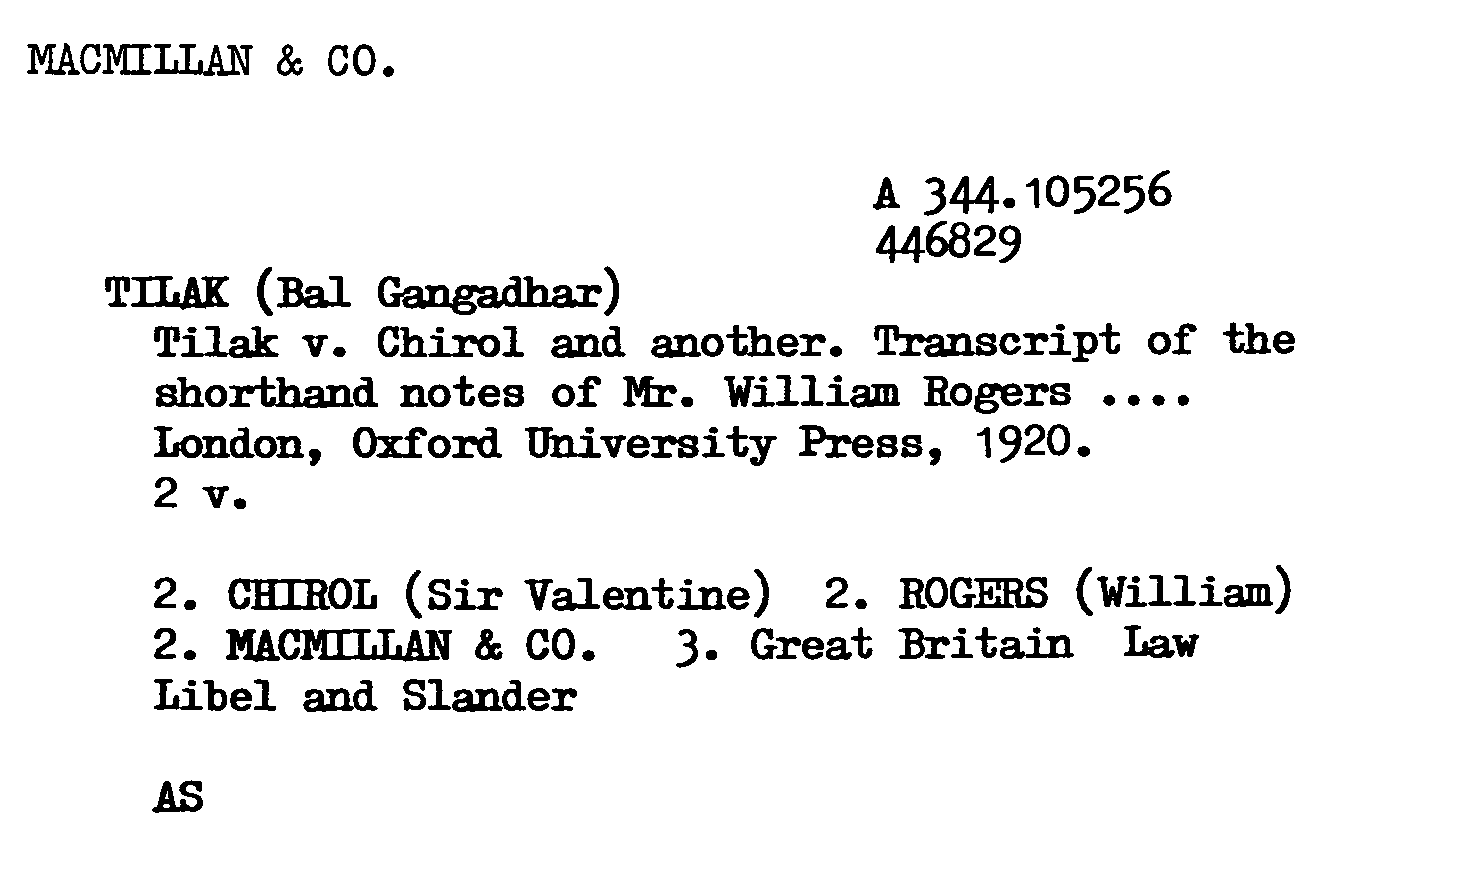 MACMILLAN & CO.
A 344.105256
446829
TILAK (Bal Gangadhar)
Tilak v. Chirol and another. Transcript of the
shorthand notes of Mr. William Rogers ....
London, Oxford University Press, 1920.
2 v.
2. CHIROL (Sir Valentine) 2. ROGERS (William)
2. MACMILLAN & CO. 3. Great Britain Law
Libel and Slander
AS